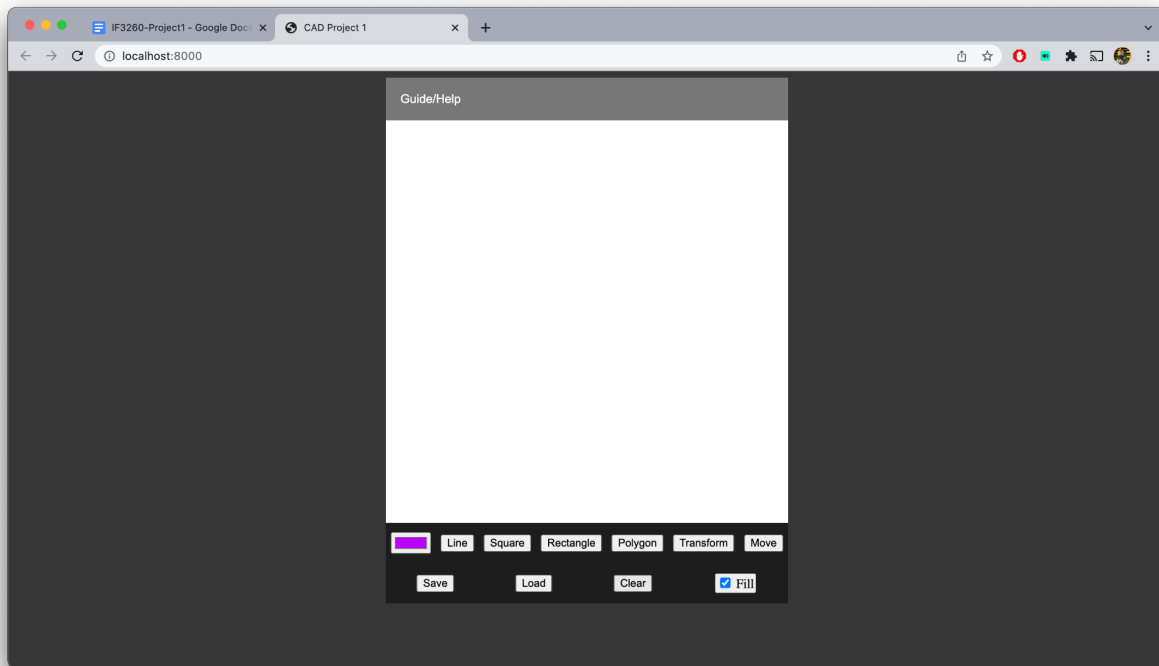 IF3260-Project1 - Google Doc
CAD Project 1
localhost:8000
Guide/Help
Line
Square
Rectangle
Polygon
Transform
Move
Save
Load
Clear
Fill